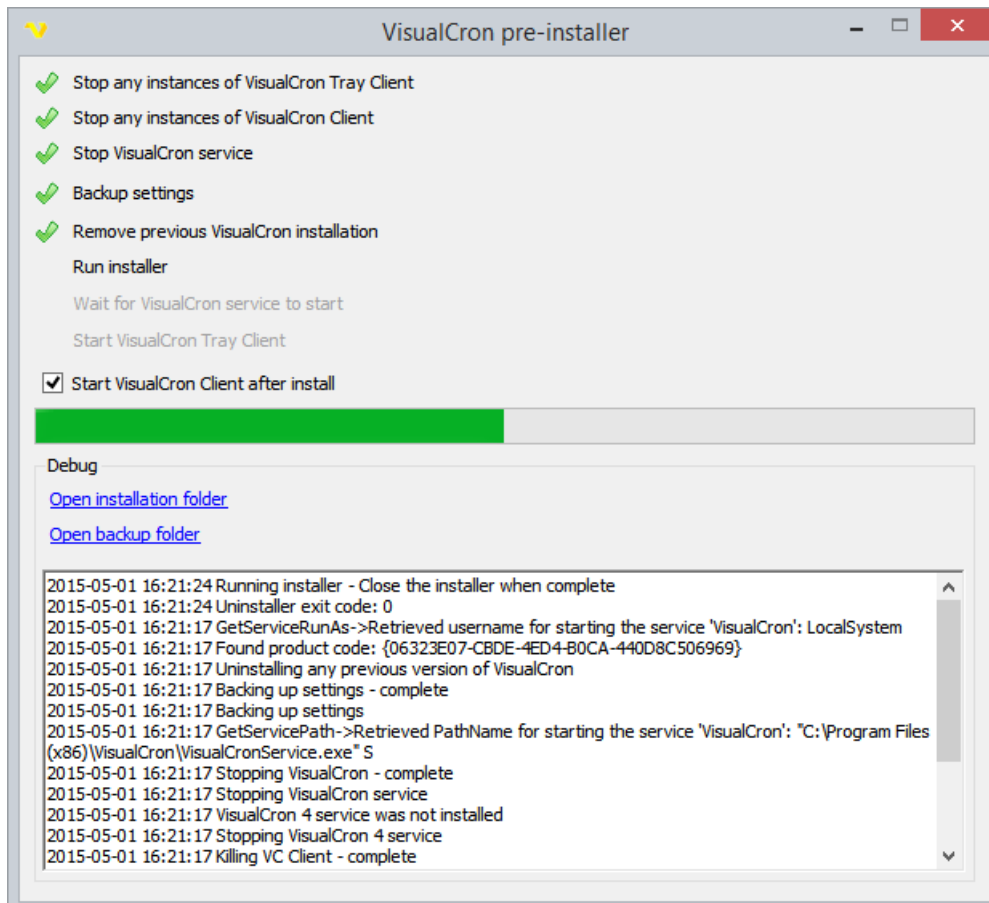 VisualCron pre-installer
Stop any instances of VisualCron Tray Client
Stop any instances of VisualCron Client
Stop VisualCron service
Backup settings
Remove previous VisualCron installation
Run installer
Wait for VisualCron service to start
Start VisualCron Tray Client
Start VisualCron Client after install
Debug
Open installation folder
Open backup folder
2015-05-01 16:21:24 Running installer - Close the installer when complete
2015-05-01 16:21:24 Uninstaller exit code: 0
2015-05-01 16:21:17 GetServiceRunAs->Retrieved username for starting the service 'VisualCron': LocalSystem
2015-05-01 16:21:17 Found product code: {06323E07-CBDE-4ED4-B0CA-440D8C506969}
2015-05-01 16:21:17 Uninstalling any previous version of VisualCron
2015-05-01 16:21:17 Backing up settings - complete
2015-05-01 16:21:17 Backing up settings
2015-05-01 16:21:17 GetServicePath->Retrieved PathName for starting the service 'VisualCron': "C:\Program Files
(x86)\VisualCron\VisualCronService.exe" S
2015-05-01 16:21:17 Stopping VisualCron - complete
2015-05-01 16:21:17 Stopping VisualCron service
2015-05-01 16:21:17 VisualCron 4 service was not installed
2015-05-01 16:21:17 Stopping VisualCron 4 service
2015-05-01 16:21:17 Killing VC Client - complete